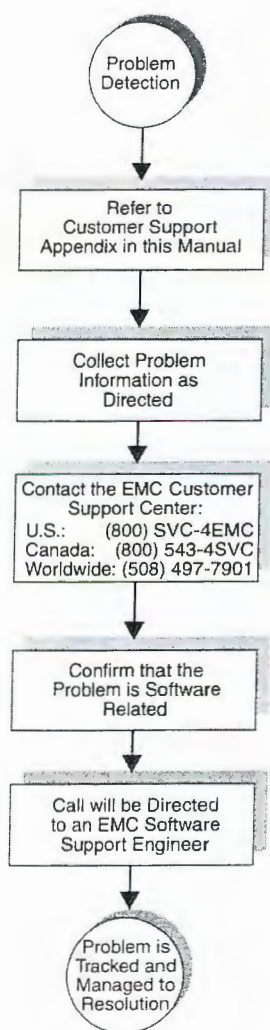 Problem
Detection
Refer to
Customer Support
Appendix in this Manual
Collect Problem
Information as
Directed
Contact the EMC Customer
Support Center:
U.S.: (800) SVC-4EMC
Canada: (800) 543-4SVC
Worldwide: (508) 497-7901
Confirm that the
Problem is Software
Related
Call will be Directed
to an EMC Software
Support Engineer
Problem is
Tracked and
Managed to
Resolution